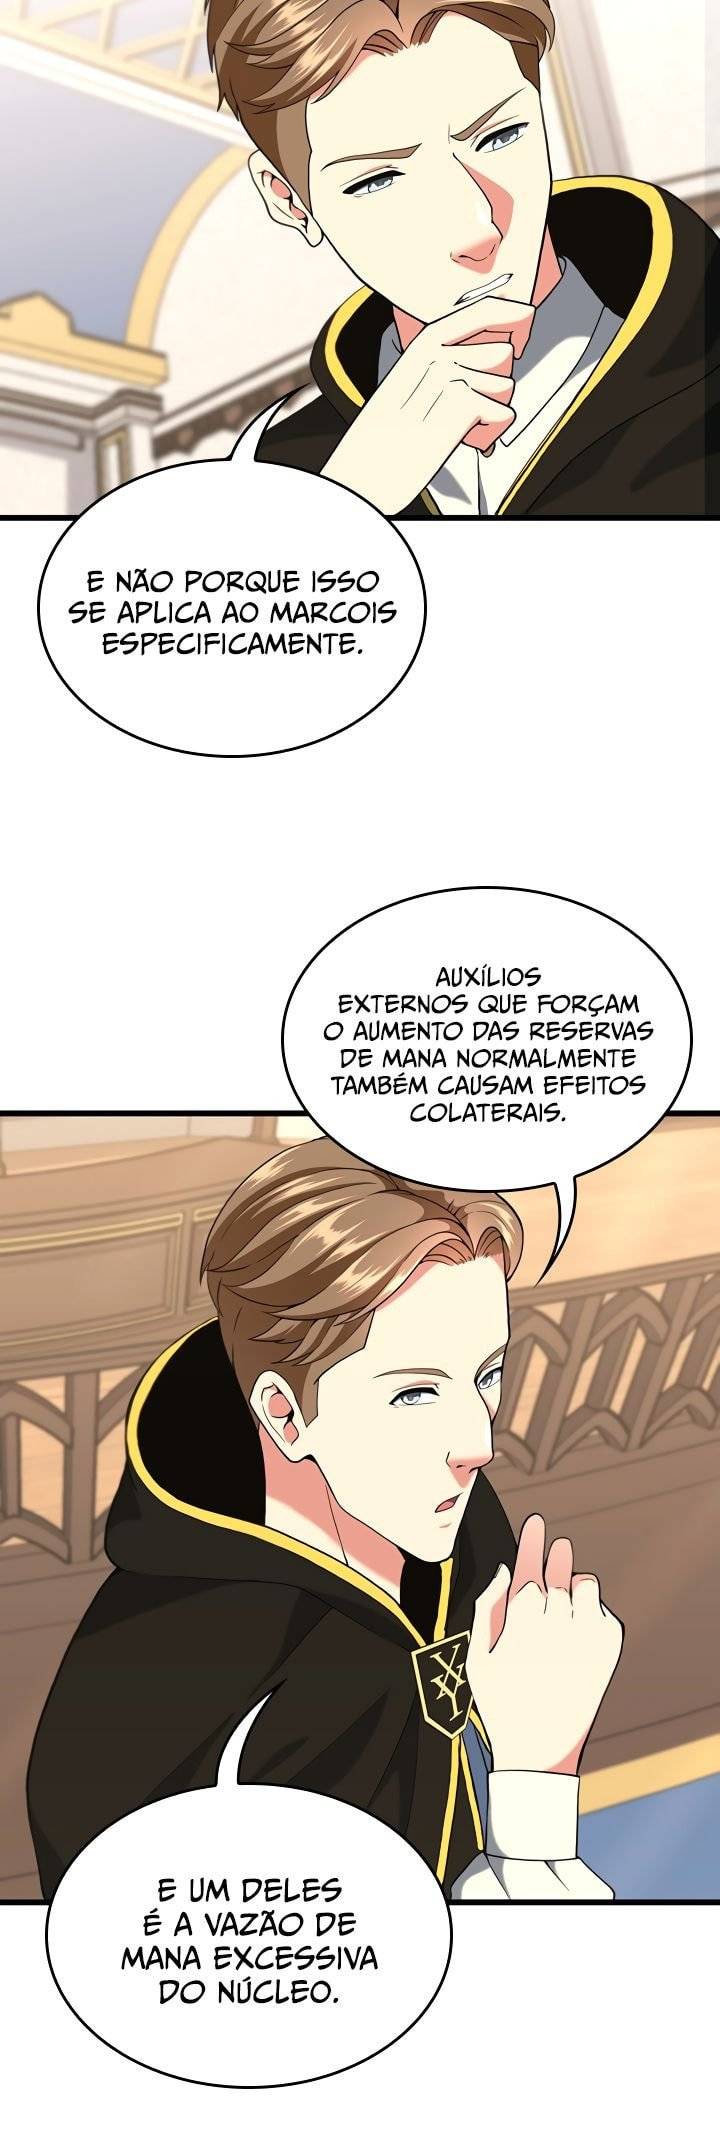 E NÃO PORQUE ISSO
SE APLICA AO MARCOIS
ESPECIFICAMENTE.
AUXÍLIOS
EXTERNOS QUE FORÇAM
O AUMENTO DAS RESERVAS
DE MANA NORMALMENTE
TAMBÉM CAUSAM EFEITOS
COLATERAIS.
E UM DELES
É A VAZÃO DE
MANA EXCESSIVA
DO NÚCLEO.